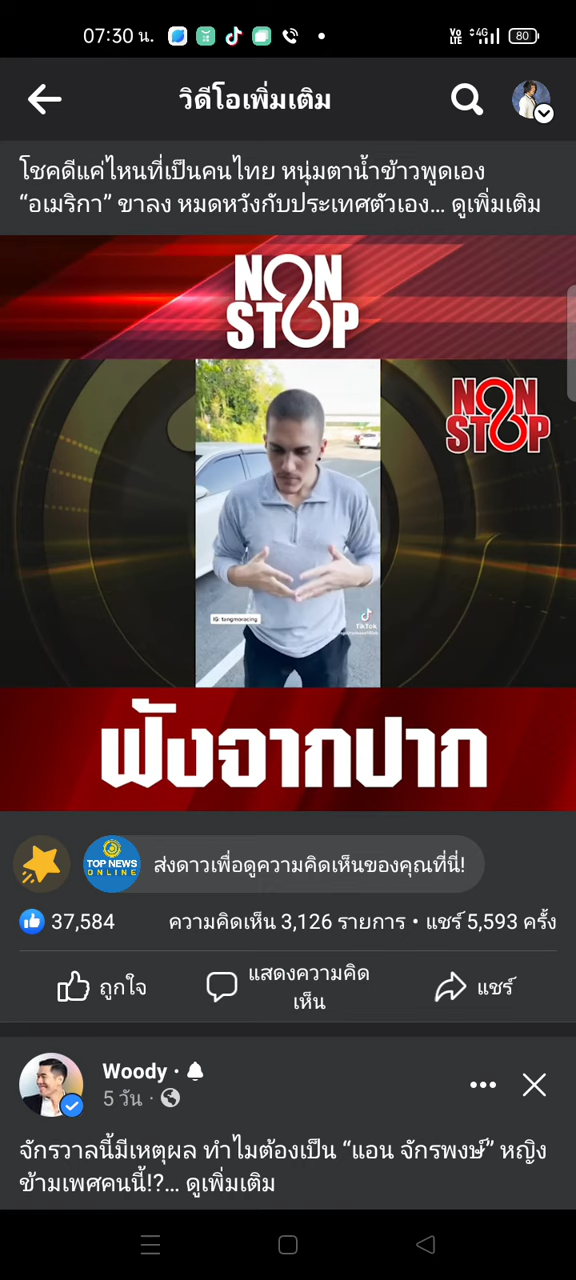 07:30 น.
Vo LTE 4G 80
วิดีโอเพิ่มเติม
โชคดีแค่ไหนที่เป็นคนไทย หนุ่มตาน้ำข้าวพูดเอง
“อเมริกา” ขาลง หมดหวังกับประเทศตัวเอง... ดูเพิ่มเติม
NON
STOP
NON
STOP
IG: tangmoracing
TikTok
ฟังจากปาก
TOP NEWS
ONLINE
ส่งดาวเพื่อดูความคิดเห็นของคุณที่นี่!
37,584
ความคิดเห็น 3,126 รายการ • แชร์ 5,593 ครั้ง
ถูกใจ
แสดงความคิด
เห็น
แชร์
Woody
5 วัน
จักรวาลนี้มีเหตุผล ทำไมต้องเป็น “แอน จักรพงษ์” หญิง
ข้ามเพศคนนี้!?... ดูเพิ่มเติม